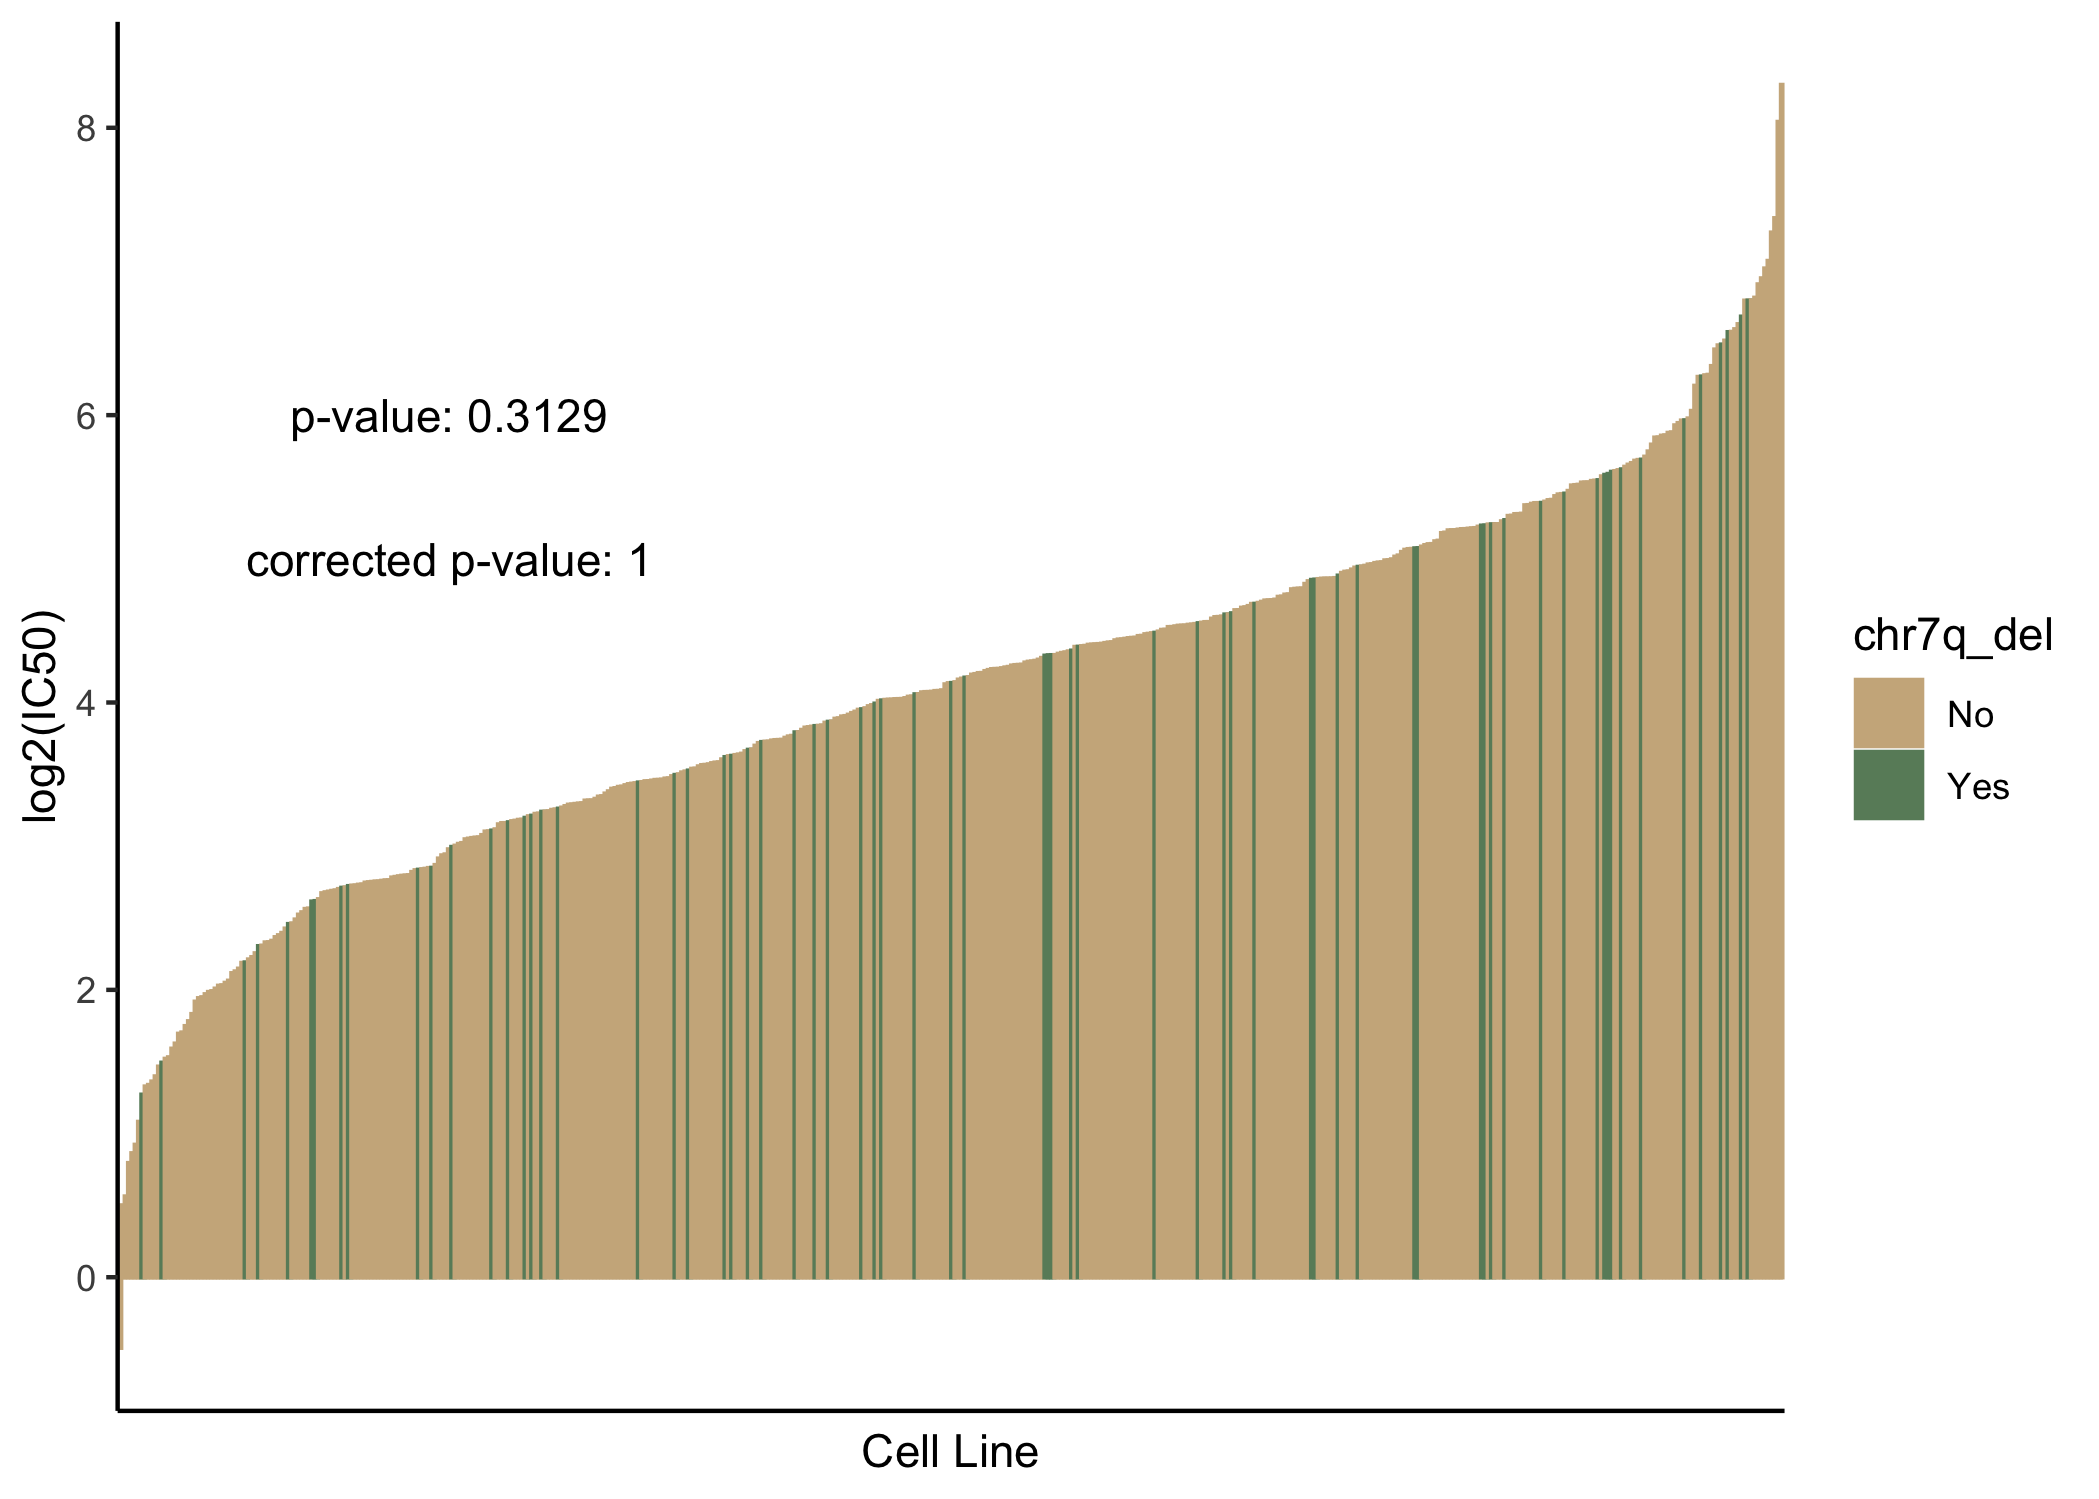 8
6
4
2
0
log2(IC50)
p-value: 0.3129
corrected p-value: 1
Cell Line
chr7q_del
No
Yes